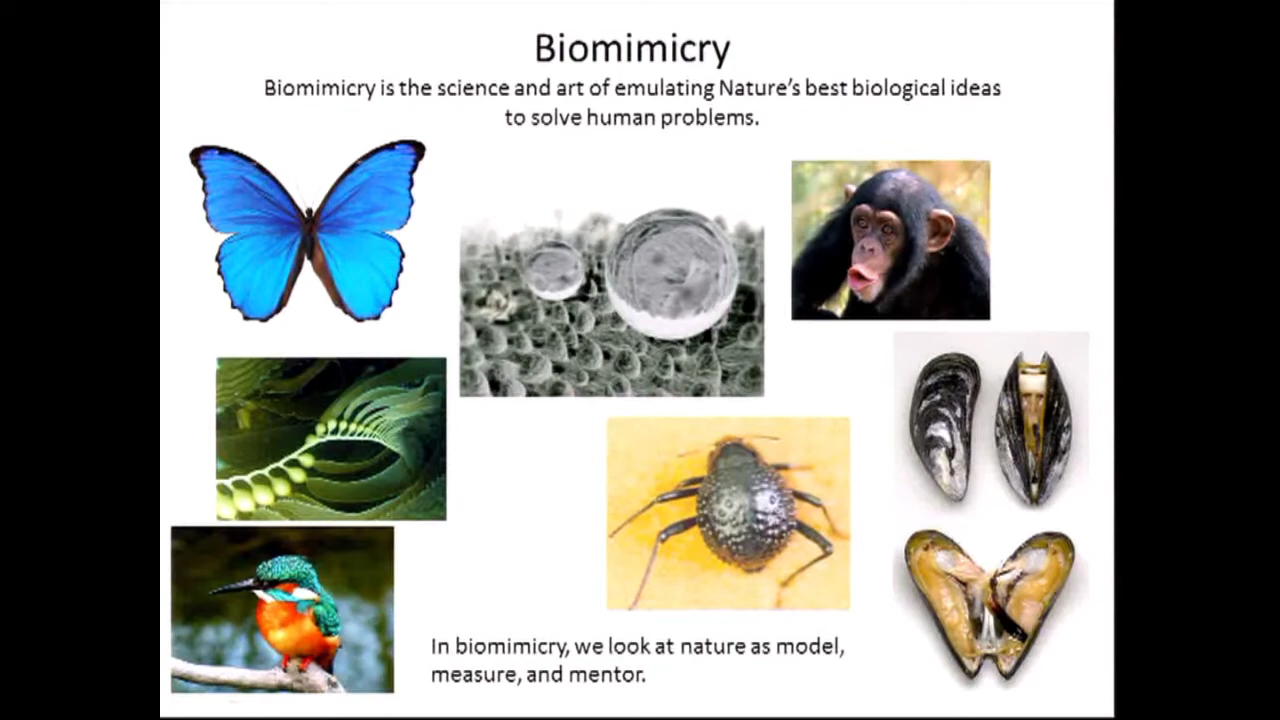 Biomimicry
Biomimicry is the science and art of emulating Nature's best biological ideas
to solve human problems.
In biomimicry, we look at nature as model,
measure, and mentor.